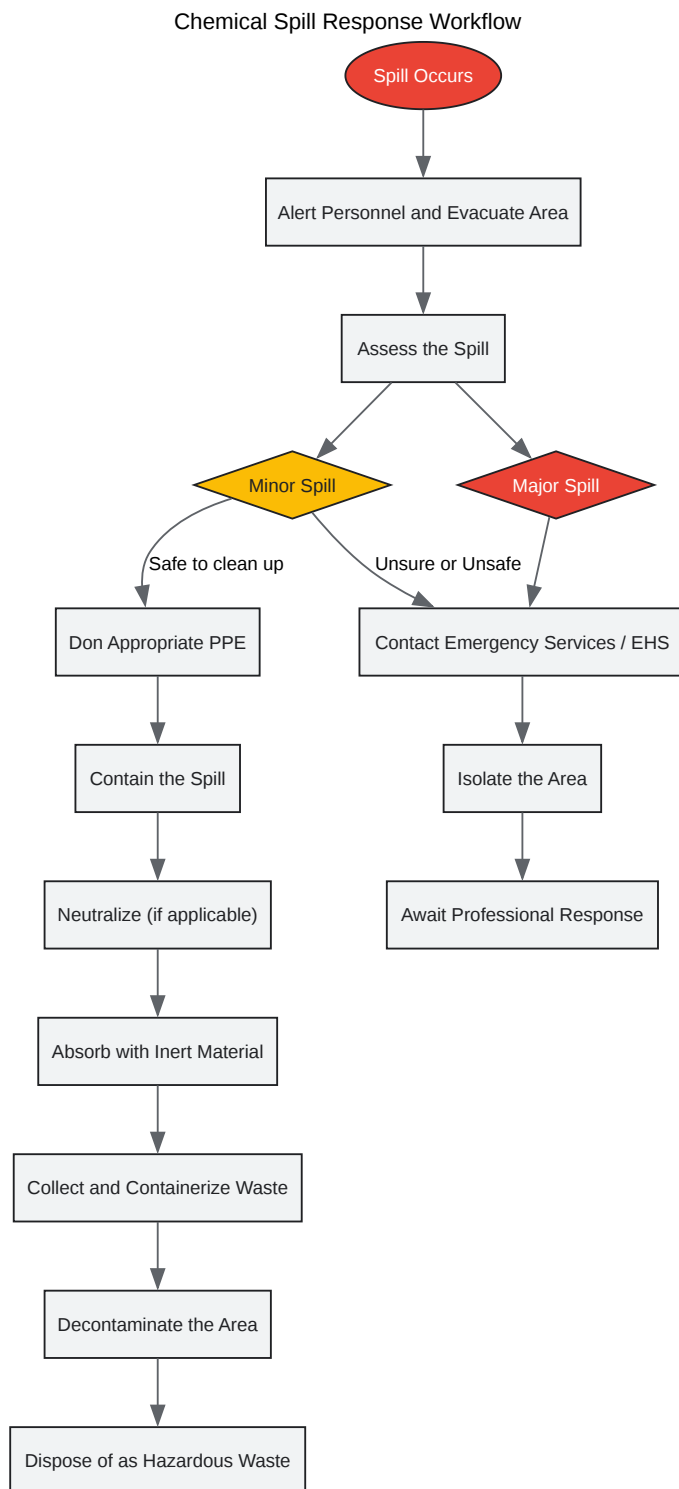 Chemical Spill Response Workflow
Spill Occurs
Alert Personnel and Evacuate Area
Assess the Spill
Minor Spill
Major Spill
Safe to clean up
Unsure or Unsafe
Don Appropriate PPE
Contact Emergency Services / EHS
Contain the Spill
Isolate the Area
Neutralize (if applicable)
Await Professional Response
Absorb with Inert Material
Collect and Containerize Waste
Decontaminate the Area
Dispose of as Hazardous Waste